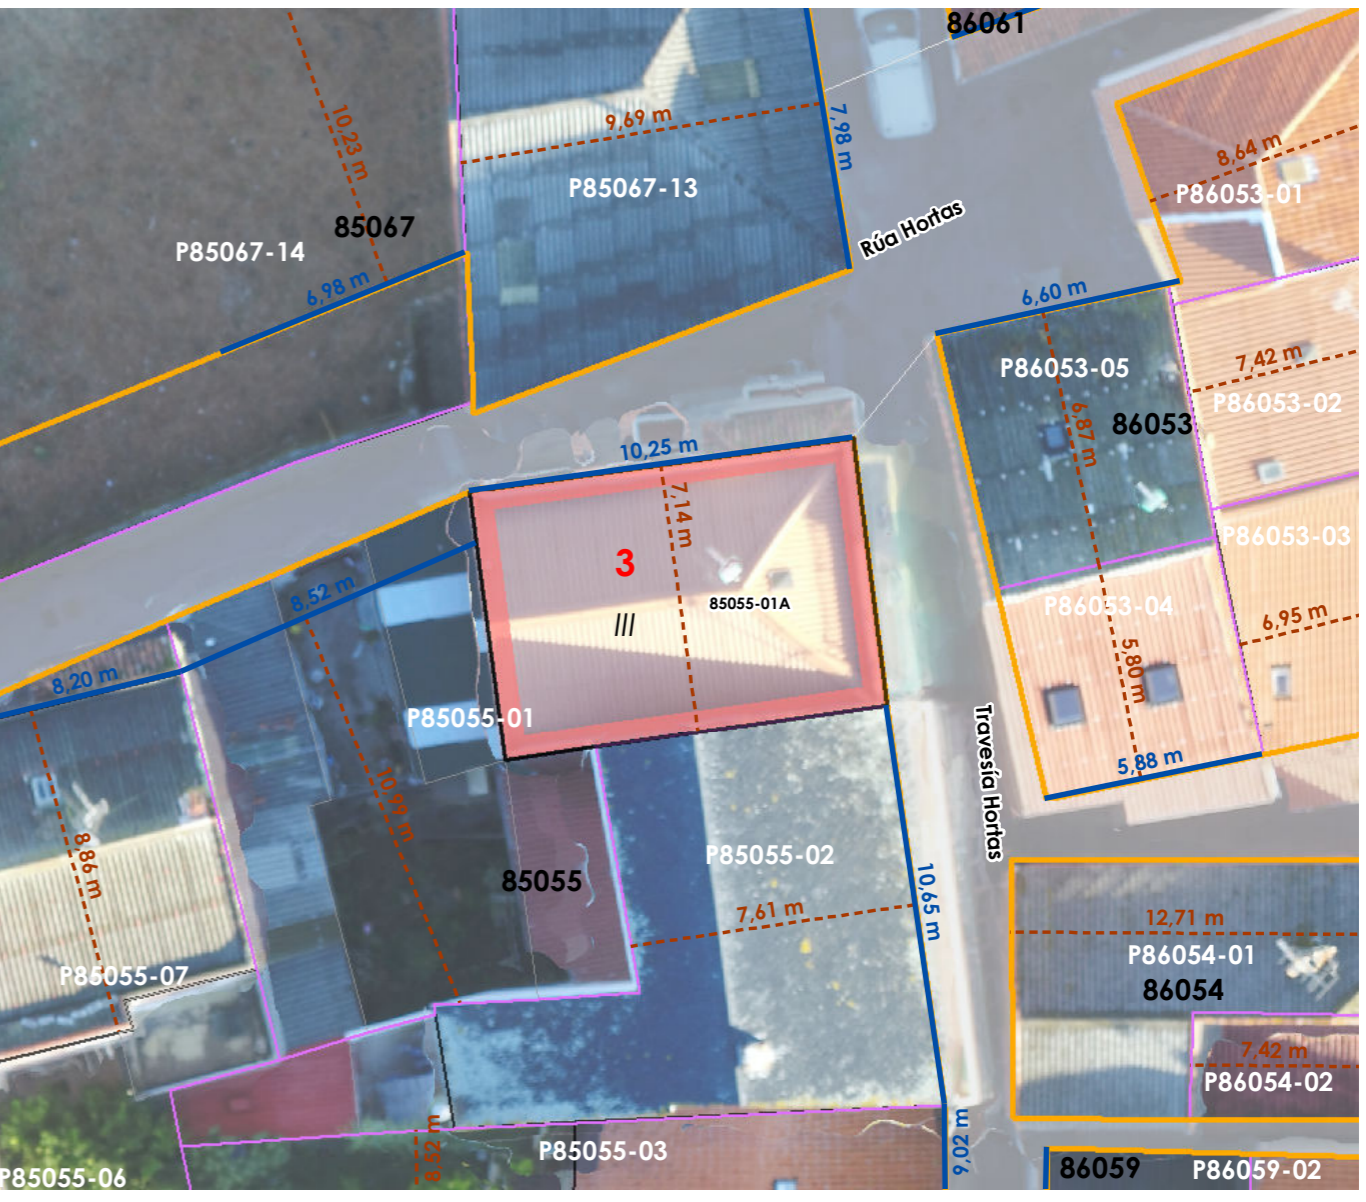 86061
10,23 m
9,69 m
7,98 m
8,64 m
P85067-13
P86053-01
85067
Rúa Hortas
P85067-14
6,98 m
6,60 m
7,42 m
P86053-05
P86053-02
6,87 m
86053
10,25 m
7,14 m
P86053-03
3
8,52 m
85055-01A
P86053-04
III
6,95 m
5,80 m
8,20 m
P85055-01
Travesía Hortas
5,88 m
10,99 m
8,86 m
P85055-02
85055
10,65 m
7,61 m
12,71 m
P86054-01
P85055-07
86054
7,42 m
P86054-02
8,52 m
9,02 m
P85055-03
86059
P86059-02
P85055-06